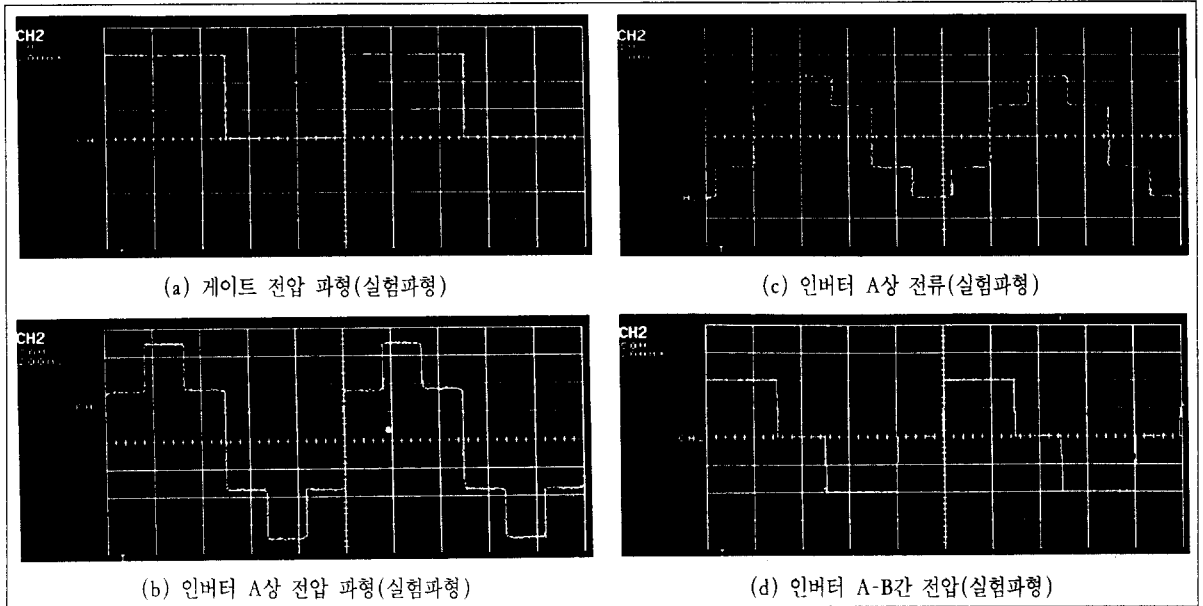 CH2
(a) 게이트 전압 파형(실험파형)
CH2
(c) 인버터 A상 전류(실험파형)
CH2
(b) 인버터 A상 전압 파형(실험파형)
CH2
(d) 인버터 A-B간 전압(실험파형)